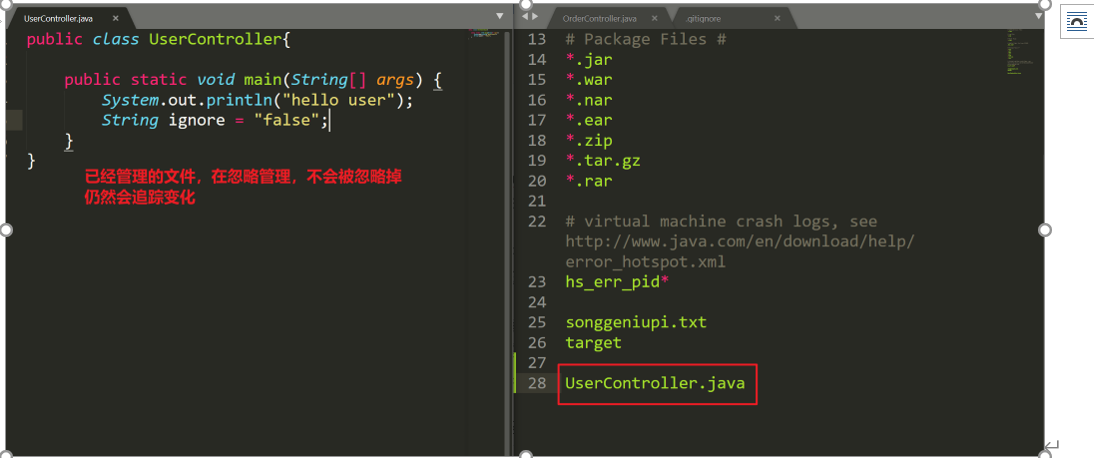 UserController.java
public class UserController{
public static void main(String[] args) {
System.out.println("hello user");
String ignore = "false";
}
}
已经管理的文件，在忽略管理，不会被忽略掉
仍然会追踪变化
OrderController.java
.gitignore
13 # Package Files #
14 *.jar
15 *.war
16 *.nar
17 *.ear
18 *.zip
19 *.tar.gz
20 *.rar
21
22 # virtual machine crash logs, see
http://www.java.com/en/download/help/
error_hotspot.xml
23 hs_err_pid*
24
25 songgeniupi.txt
26 target
27
28 UserController.java